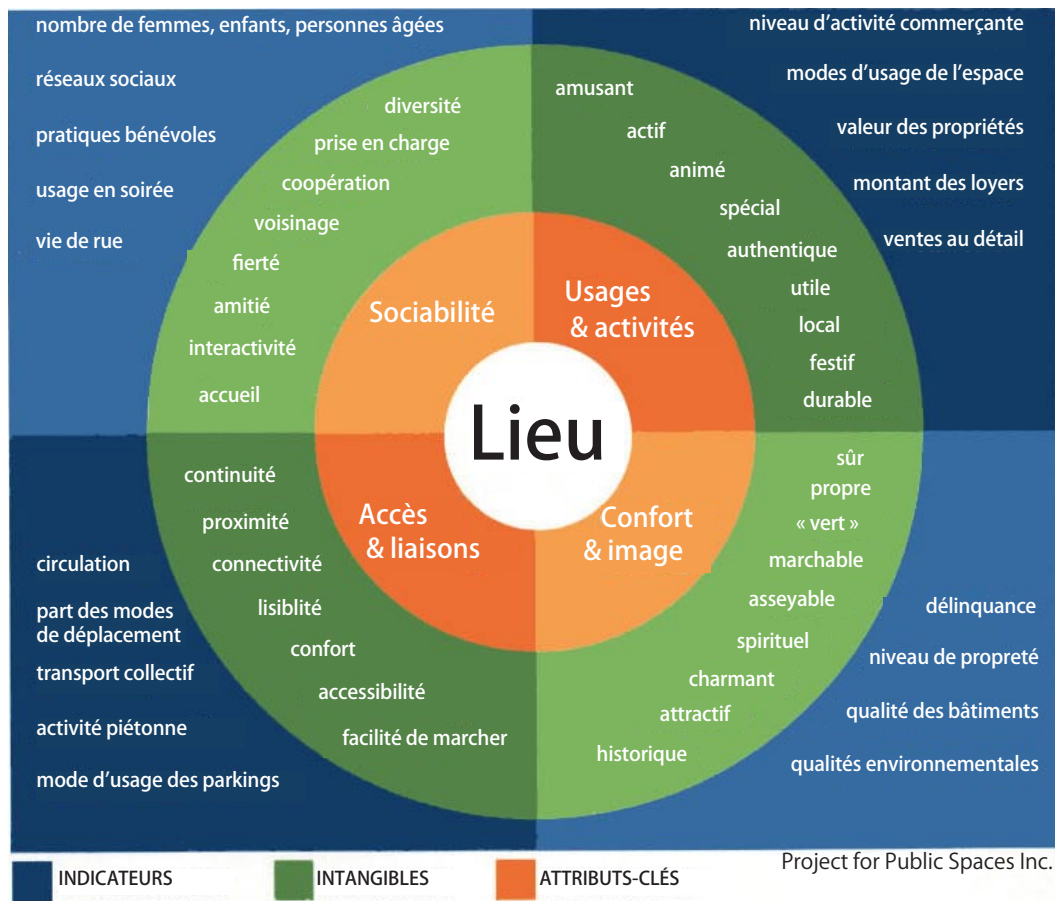 nombre de femmes, enfants, personnes âgées
réseaux sociaux
pratiques bénévoles
usage en soirée
vie de rue
diversité
prise en charge
coopération
voisinage
fierté
amitié
interactivité
accueil
Sociabilité
niveau d'activité commerçante
modes d'usage de l'espace
valeur des propriétés
montant des loyers
ventes au détail
amusant
actif
animé
spécial
authentique
utile
local
festif
durable
Usages
& activités
Lieu
Accès
& liaisons
continuité
proximité
connectivité
lisiblité
confort
accessibilité
facilité de marcher
circulation
part des modes
de déplacement
transport collectif
activité piétonne
mode d'usage des parkings
Confort
& image
sûr
propre
« vert »
marchable
asseyable
spirituel
charmant
attractif
historique
délinquance
niveau de propreté
qualité des bâtiments
qualités environnementales
INDICATEURS
INTANGIBLES
ATTRIBUTS-CLÉS
Project for Public Spaces Inc.